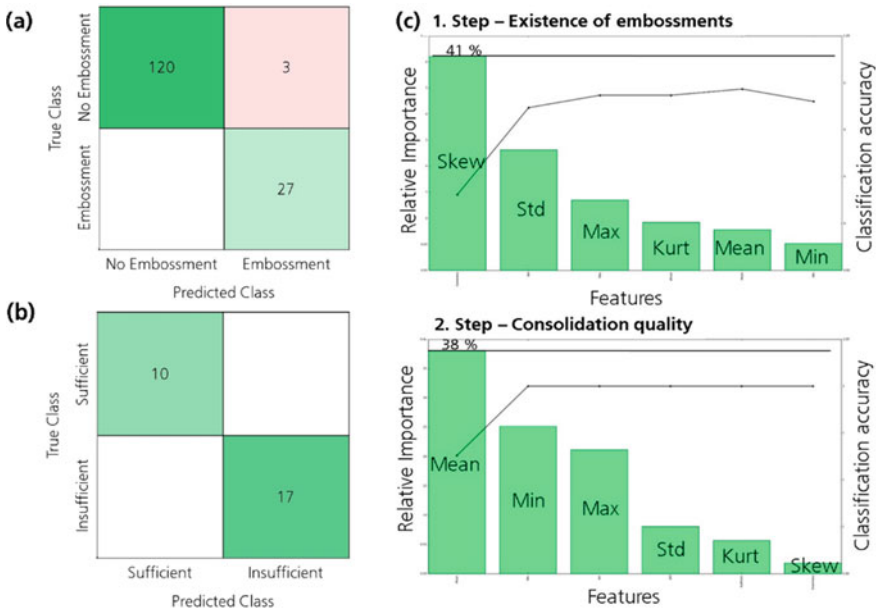 (a)
True Class
No Embossment
Embossment
120
3
27
No Embossment
Embossment
Predicted Class
(b)
True Class
Sufficient
Insufficient
10
17
Sufficient
Insufficient
Predicted Class
(c)
1. Step – Existence of embossments
41 %
Relative Importance
Classification accuracy
Skew
Std
Max
Kurt
Mean
Min
Features
2. Step – Consolidation quality
38 %
Relative Importance
Classification accuracy
Mean
Min
Max
Std
Kurt
Skew
Features